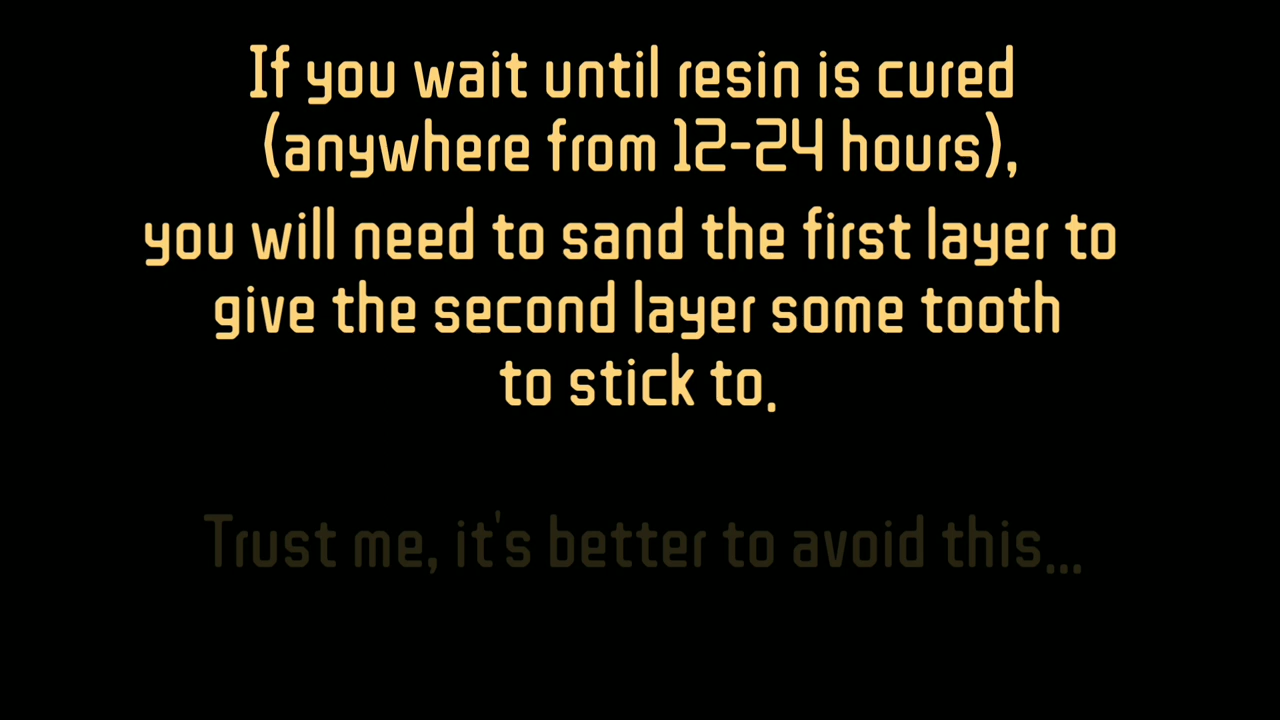 If you wait until resin is cured
(anywhere from 12-24 hours),
you will need to sand the first layer to
give the second layer some tooth
to stick to.
Trust me, it's better to avoid this...